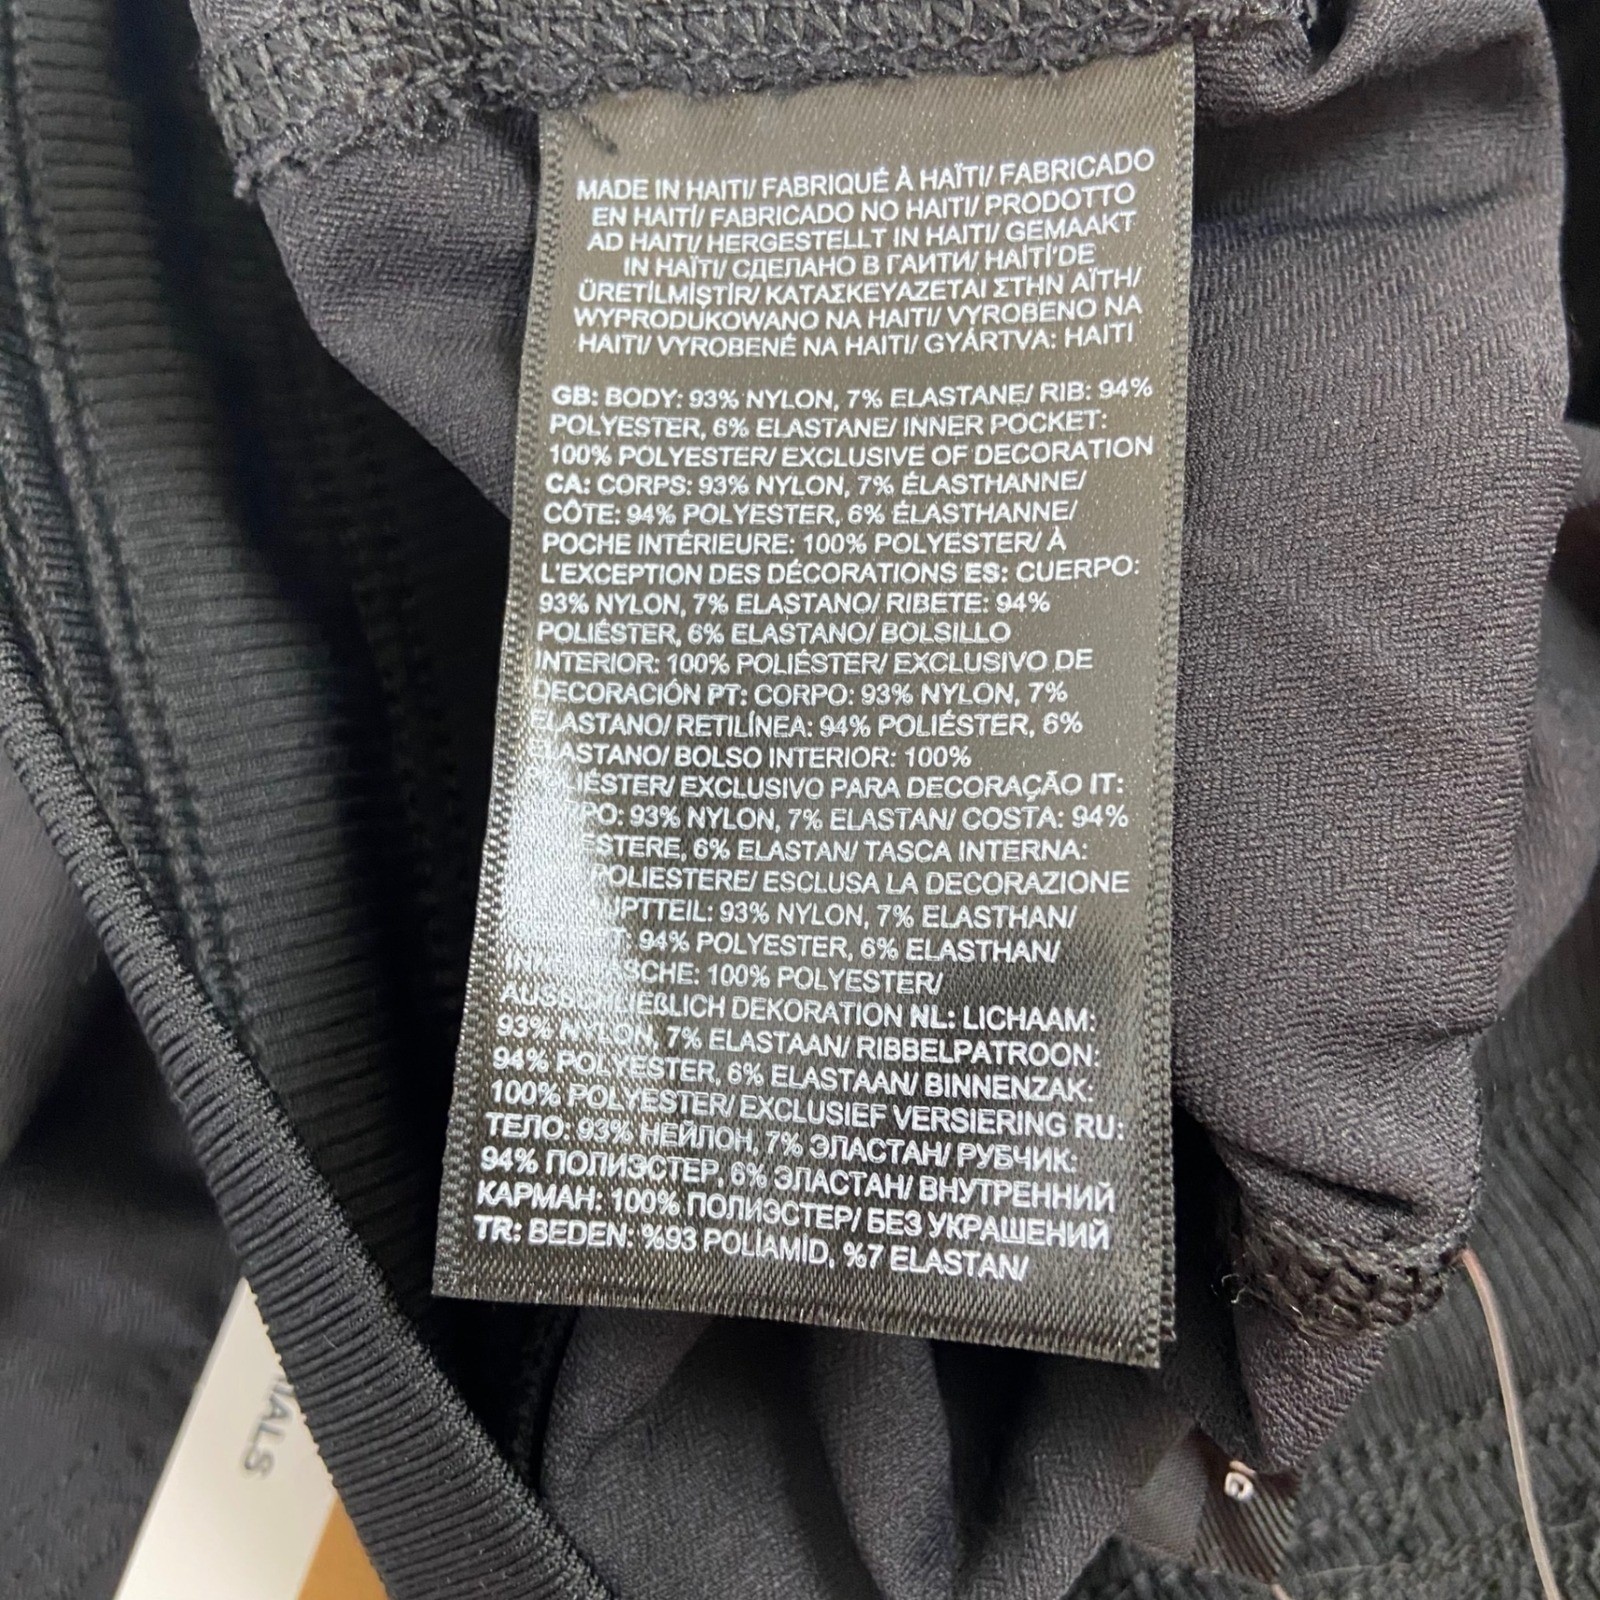 MADE IN HAITI/ FABRIQUÉ À HAÏTI/ FABRICADO
EN HAITÍ/ FABRICADO NO HAITI/ PRODOTTO
AD HAITI/ HERGESTELLT IN HAITI/ GEMAAKT
IN HAÏTI/ СДЕЛАНО В ГАИТИ/ HAİTİ'DE
ÜRETİLMİŞTİR/ ΚΑΤΑΣΚΕΥΑΖΕΤΑΙ ΣΤΗΝ ΑΪΤΗ/
WYPRODUKOWANO NA HAITI/ VYROBENO NA
HAITI/ VYROBENÉ NA HAITI/ GYÁRTVA: HAITI
GB: BODY: 93% NYLON, 7% ELASTANE/ RIB: 94%
POLYESTER, 6% ELASTANE/ INNER POCKET:
100% POLYESTER/ EXCLUSIVE OF DECORATION
CA: CORPS: 93% NYLON, 7% ÉLASTHANNE/
CÔTE: 94% POLYESTER, 6% ÉLASTHANNE/
POCHE INTÉRIEURE: 100% POLYESTER/ À
L'EXCEPTION DES DÉCORATIONS ES: CUERPO:
93% NYLON, 7% ELASTANO/ RIBETE: 94%
POLIÉSTER, 6% ELASTANO/ BOLSILLO
INTERIOR: 100% POLIÉSTER/ EXCLUSIVO DE
DECORACIÓN PT: CORPO: 93% NYLON, 7%
ELASTANO/ RETILÍNEA: 94% POLIÉSTER, 6%
ELASTANO/ BOLSO INTERIOR: 100%
POLIÉSTER/ EXCLUSIVO PARA DECORAÇÃO IT:
93% NYLON, 7% ELASTAN/ COSTA: 94%
6% ELASTAN/ TASCA INTERNA:
POLIESTERE/ ESCLUSA LA DECORAZIONE
93% NYLON, 7% ELASTHAN/
94% POLYESTER, 6% ELASTHAN/
100% POLYESTER/
AUSSCHLIEßLICH DEKORATION NL: LICHAAM:
93% NYLON, 7% ELASTAAN/ RIBBELPATROON:
94% POLYESTER, 6% ELASTAAN/ BINNENZAK:
100% POLYESTER/ EXCLUSIEF VERSIERING RU:
ТЕЛО: 93% НЕЙЛОН, 7% ЭЛАСТАН/ РУБЧИК:
94% ПОЛИЭСТЕР, 6% ЭЛАСТАН/ ВНУТРЕННИЙ
КАРМАН: 100% ПОЛИЭСТЕР/ БЕЗ УКРАШЕНИЙ
TR: BEDEN: %93 POLİAMİD, %7 ELASTAN/